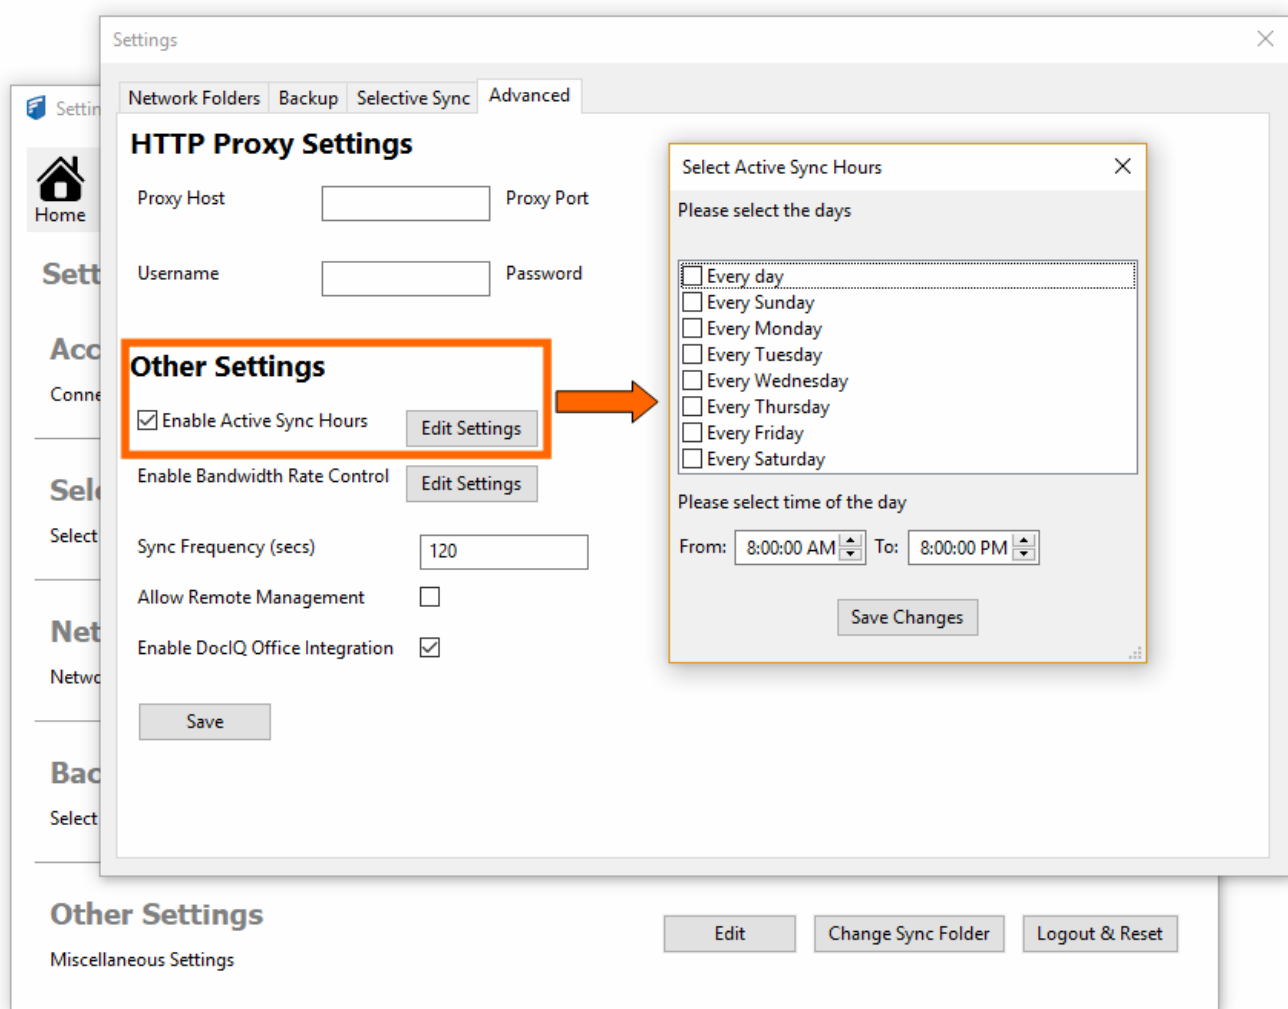 Settings
Network Folders Backup Selective Sync Advanced
HTTP Proxy Settings
Proxy Host Proxy Port
Username Password
Other Settings
Enable Active Sync Hours Edit Settings
Enable Bandwidth Rate Control Edit Settings
Sync Frequency (secs) 120
Allow Remote Management
Enable DocIQ Office Integration
Save
Select Active Sync Hours
Please select the days
Every day
Every Sunday
Every Monday
Every Tuesday
Every Wednesday
Every Thursday
Every Friday
Every Saturday
Please select time of the day
From: 8:00:00 AM To: 8:00:00 PM
Save Changes
Home
Select
Select
Other Settings
Miscellaneous Settings
Edit Change Sync Folder Logout & Reset